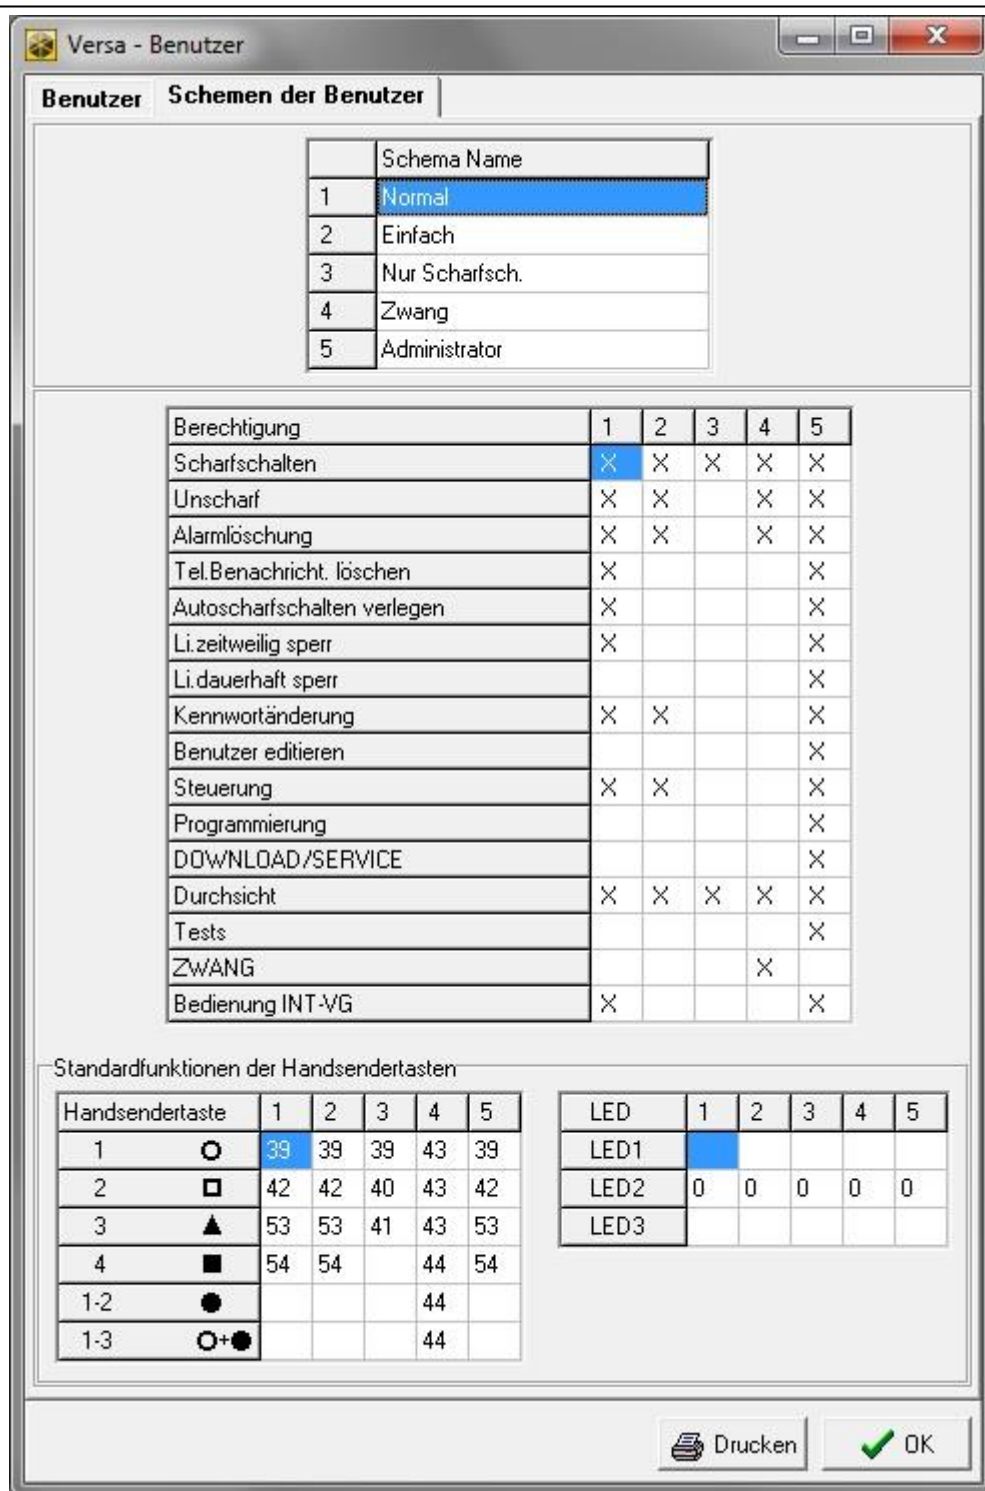 Versa - Benutzer
Benutzer Schemen der Benutzer
Schema Name
1 Normal
2 Einfach
3 Nur Scharfsch.
4 Zwang
5 Administrator
Berechtigung 1 2 3 4 5
Scharfschalten X X X X X
Unscharf X X X X
Alarmlöschung X X X X
Tel.Benachricht. löschen X X
Autoscharfschalten verlegen X X
Li.zeitweilig sperr X X
Li.dauerhaft sperr X
Kennwortänderung X X X
Benutzer editieren X
Steuerung X X X
Programmierung X
DOWNLOAD/SERVICE X
Durchsicht X X X X X
Tests X
ZWANG X
Bedienung INT-VG X X
Standardfunktionen der Handsendertasten
Handsendertaste 1 2 3 4 5
1 39 39 39 43 39
2 42 42 40 43 42
3 53 53 41 43 53
4 54 54 44 54
1-2 44
1-3 + 44
LED 1 2 3 4 5
LED1
LED2 0 0 0 0 0
LED3
Drucken OK